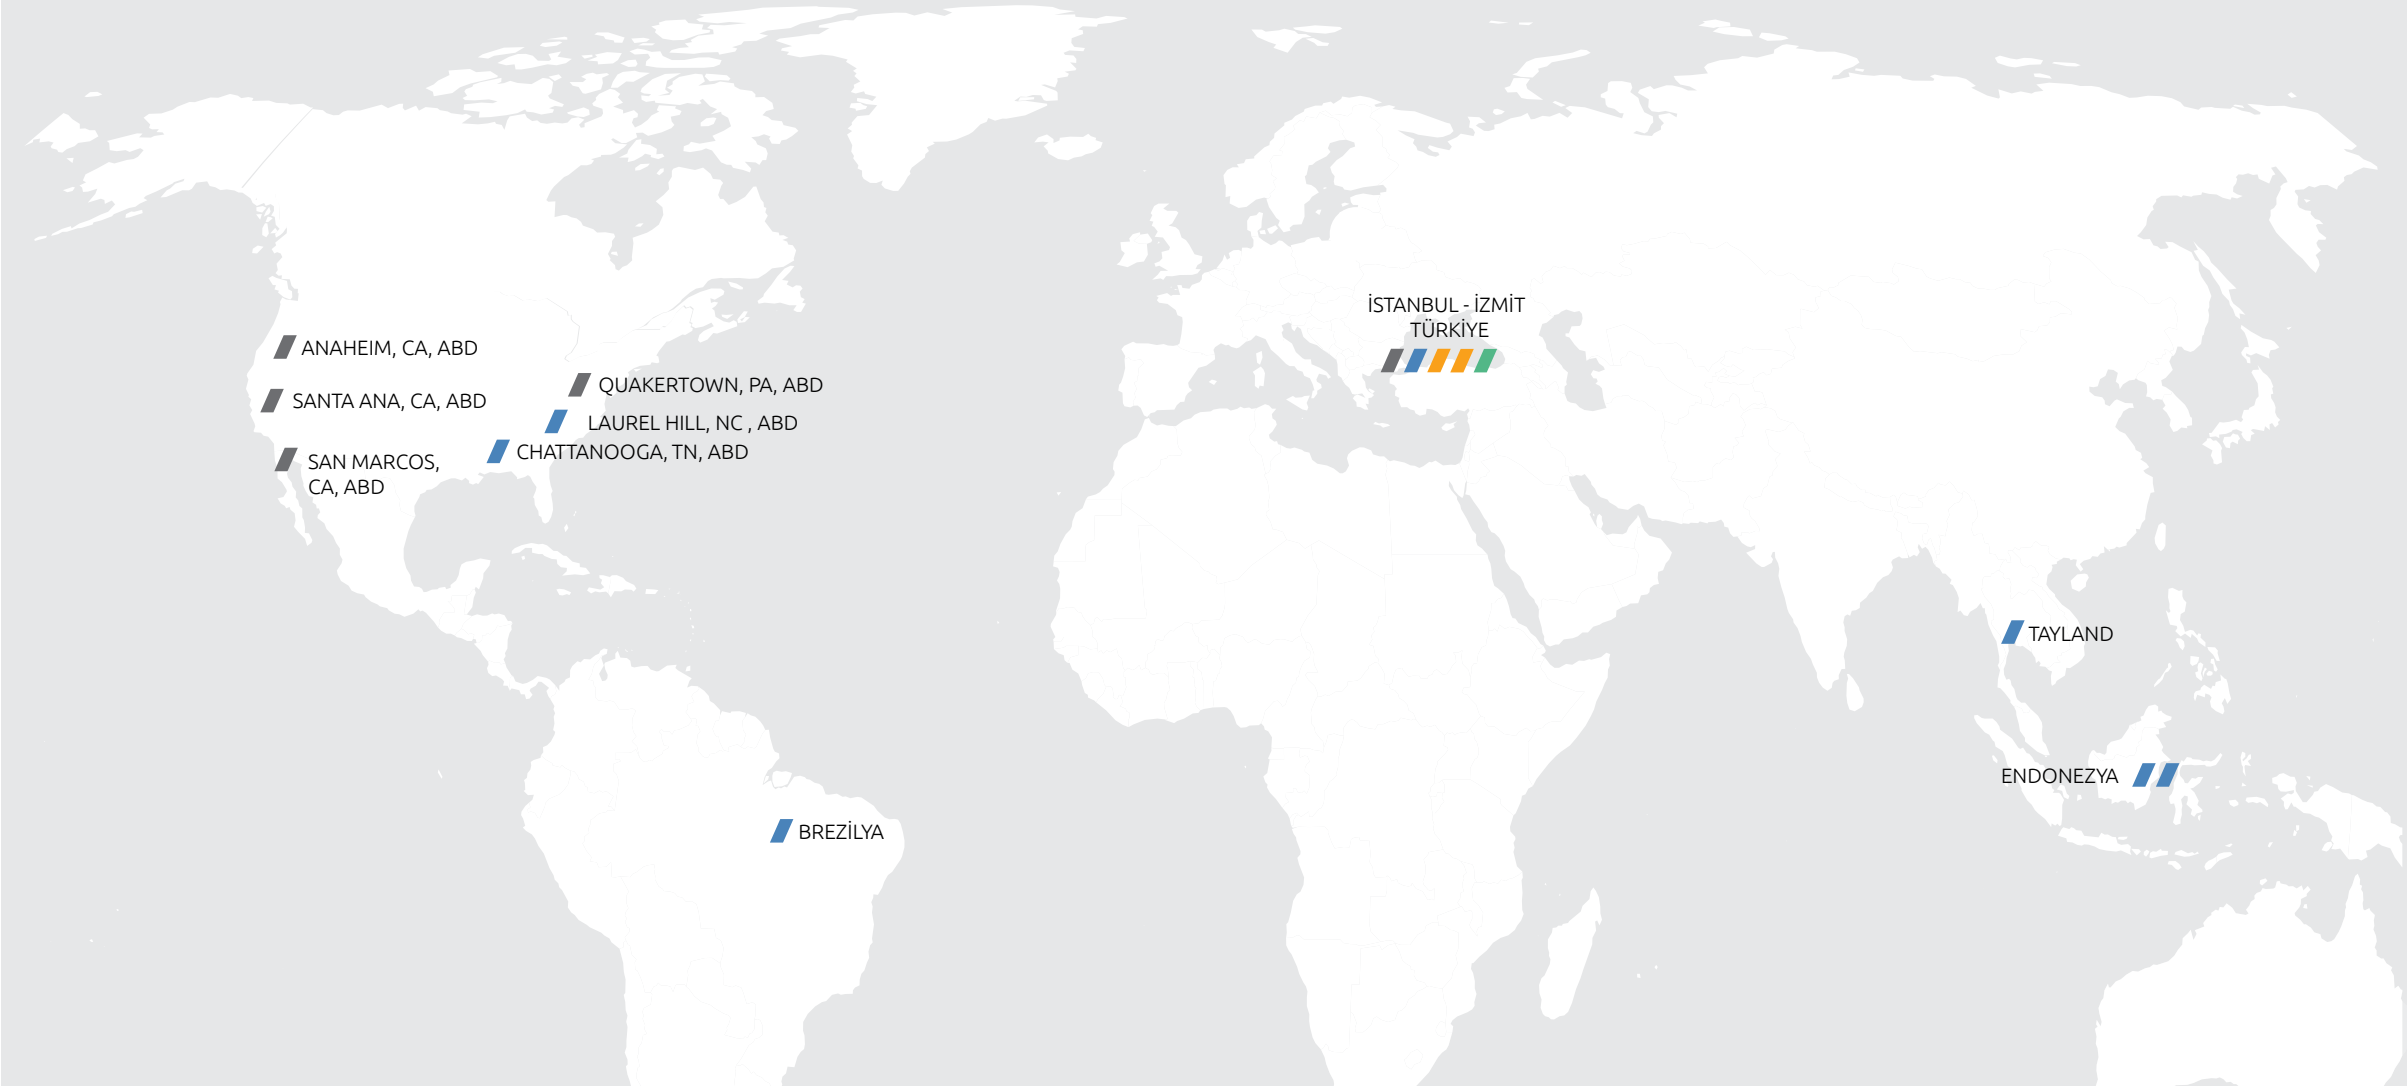 İSTANBUL - İZMİT
TÜRKİYE
ANAHEIM, CA, ABD
QUAKERTOWN, PA, ABD
SANTA ANA, CA, ABD
LAUREL HILL, NC , ABD
CHATTANOOGA, TN, ABD
SAN MARCOS,
CA, ABD
TAYLAND
ENDONEZYA
BREZİLYA